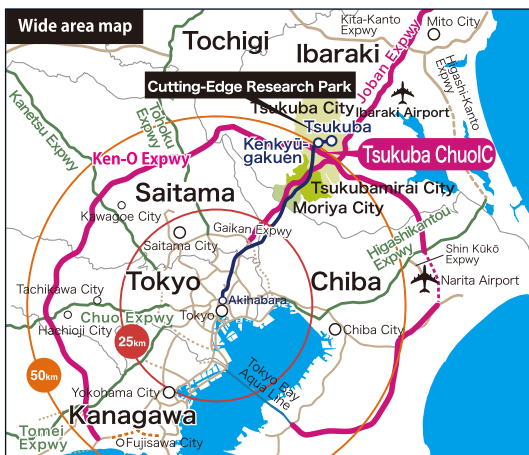 Wide area map
Kita-Kanto
Expwy
Mito City
Tochigi
Ibaraki
Joban Expwy
Higashi-Kanto
Expwy
Cutting-Edge Research Park
Kanetsu Expwy
Tohoku
Expwy
Tsukuba City
Ibaraki Airport
Tsukuba
Kenkyu-
gakuen
Ken-O Expwy
Tsukuba ChuoIC
Saitama
Tsukubamirai City
Moriya City
Kawagoe City
Gaikan Expwy
Saitama City
Higashikantou
Expwy
Shin Kūkō
Expwy
Tokyo
Chiba
Narita Airport
Tachikawa City
Akihabara
Chuo Expwy
Tokyo
Hachioji City
Chiba City
25km
50km
Tokyo Bay
Aqua Line
Yokohama City
Kanagawa
Tomei
Expwy
Fujisawa City